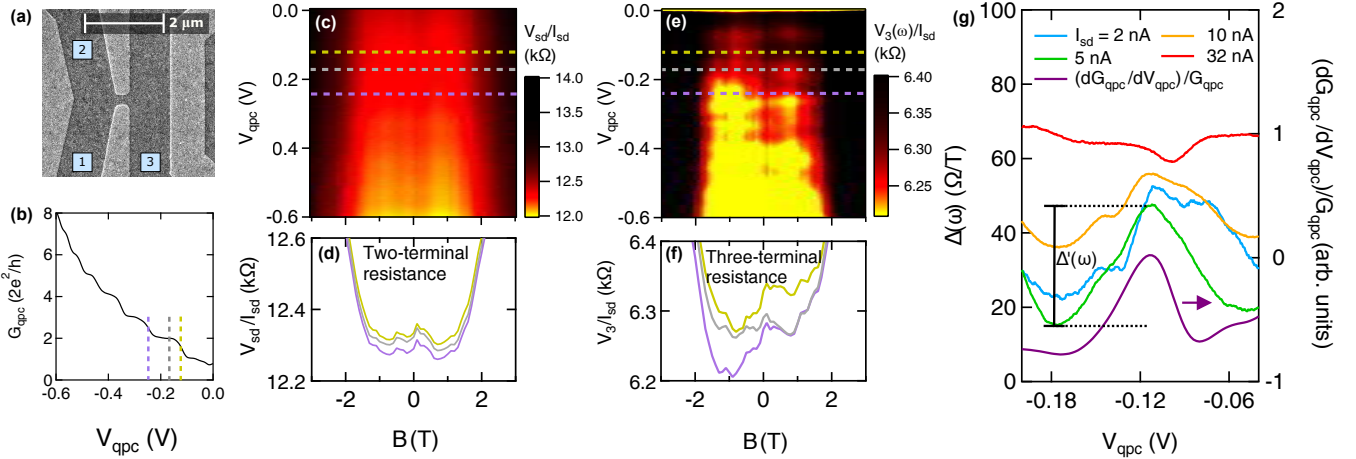 (a)
2 μm
2
1
3
(b)
G_qpc (2e²/h)
8
6
4
2
0
-0.6
-0.4
-0.2
0.0
V_qpc (V)
(c)
V_qpc (V)
0.0
0.2
0.4
-0.6
V_sd/I_sd
(kΩ)
14.0
13.5
13.0
12.5
12.0
(d)
Two-terminal
resistance
V_sd/I_sd (kΩ)
12.6
12.4
12.2
-2
0
2
B(T)
(e)
V_qpc (V)
0.0
-0.2
-0.4
-0.6
V_3(ω)/I_sd
(kΩ)
6.40
6.35
6.30
6.25
(f)
Three-terminal
resistance
V_3/I_sd (kΩ)
6.4
6.3
6.2
-2
0
2
B(T)
(g)
I_sd = 2 nA
10 nA
5 nA
32 nA
(dG_qpc/dV_qpc)/G_qpc
Δ(ω) (Ω/T)
100
80
60
40
20
0
Δ'(ω)
2
1
0
-1
(dG_qpc/dV_qpc)/G_qpc(arb. units)
-0.18
-0.12
-0.06
V_qpc (V)